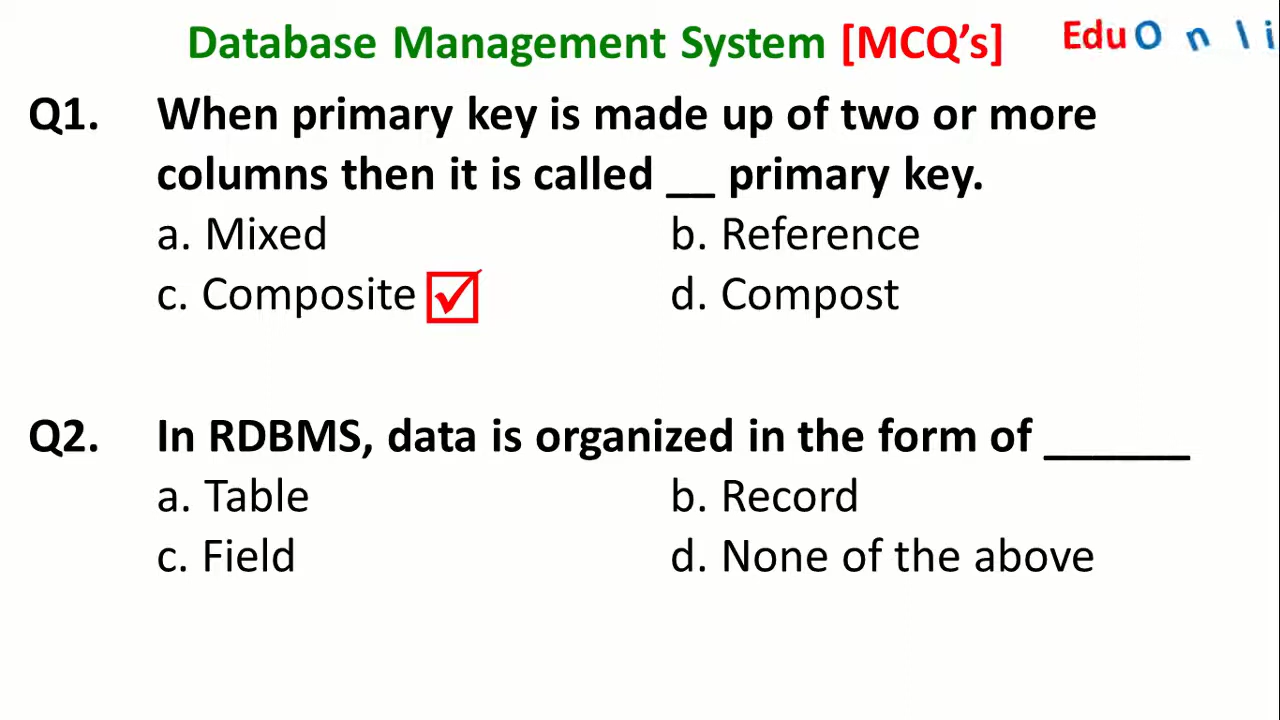 Database Management System [MCQ's] Edu O n l i
Q1. When primary key is made up of two or more
columns then it is called __ primary key.
a. Mixed b. Reference
c. Composite ☑ d. Compost
Q2. In RDBMS, data is organized in the form of ______
a. Table b. Record
c. Field d. None of the above